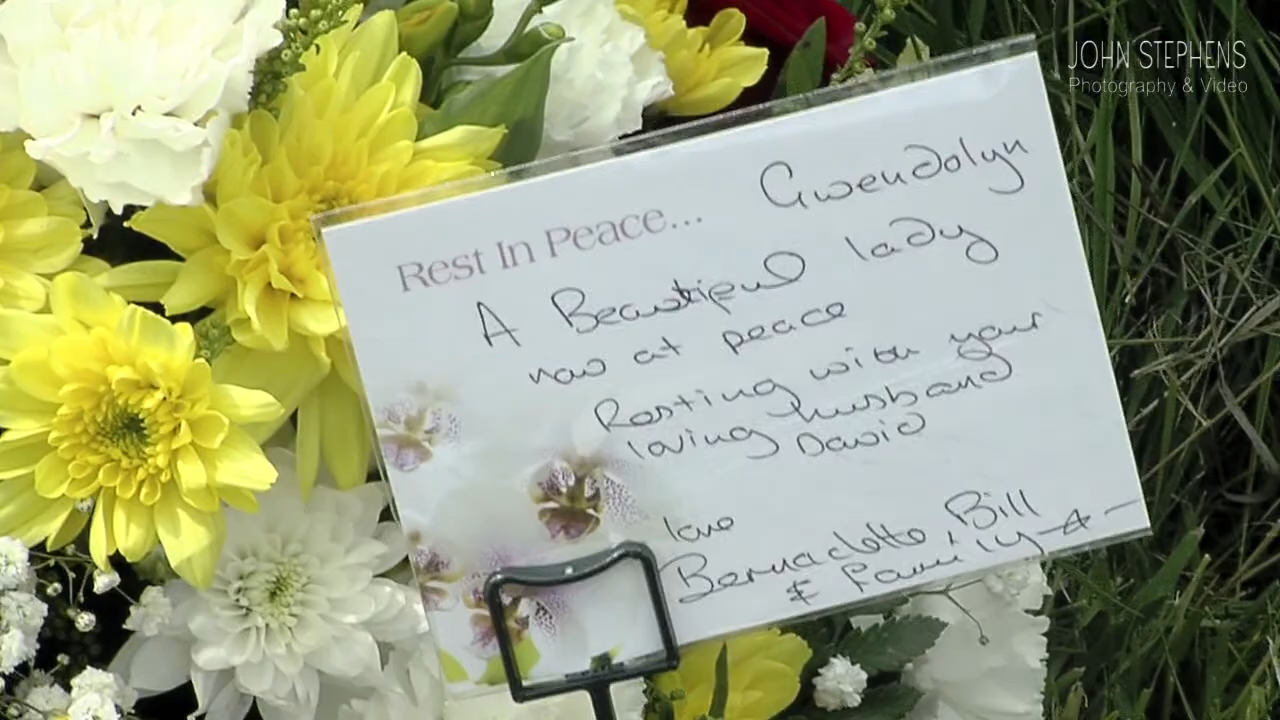 JOHN STEPHENS
Photography & Video
Rest In Peace... Gwendolyn
A Beautiful lady
now at peace
Resting with your
loving husband
David
love
Bernadette, Bill
& family